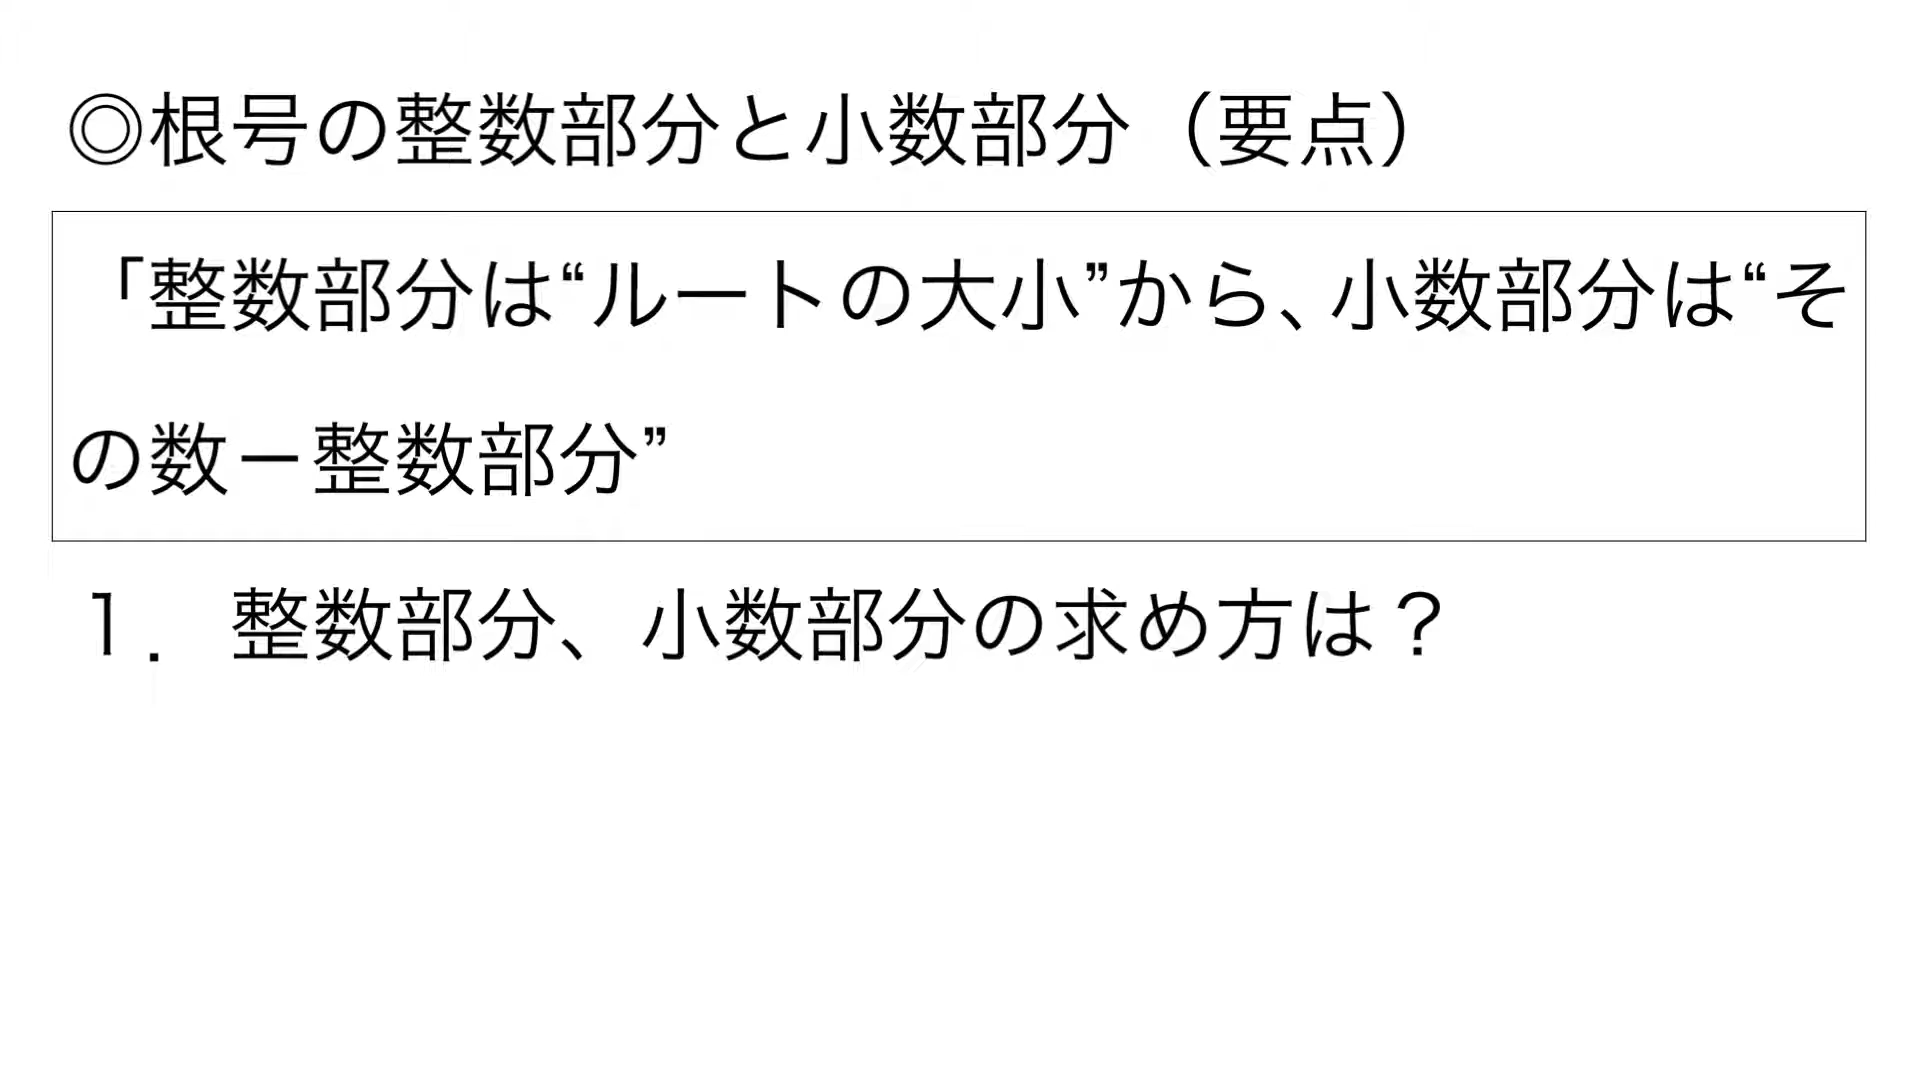 ◎根号の整数部分と小数部分（要点）
「整数部分は“ルートの大小”から、小数部分は“そ
の数－整数部分”
１．整数部分、小数部分の求め方は？